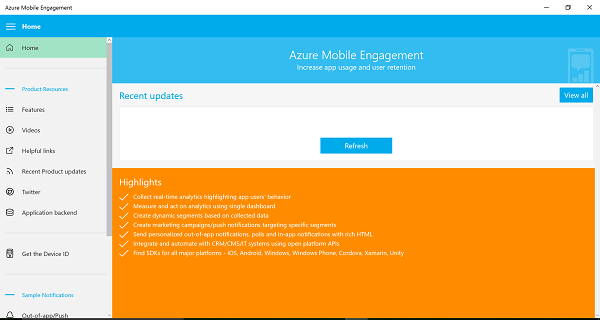 Azure Mobile Engagement
Home
Home
Product Resources
Features
Videos
Helpful links
Recent Product updates
Twitter
Application backend
Get the Device ID
Sample Notifications
Out-of-app/Push
Azure Mobile Engagement
Increase app usage and user retention
Recent updates
View all
Refresh
Highlights
Collect real-time analytics highlighting app users' behavior
Measure and act on analytics using single dashboard
Create dynamic segments based on collected data
Create marketing campaigns/push notifications targeting specific segments
Send personalized out-of-app notifications, polls and in-app notifications with rich HTML
Integrate and automate with CRM/CMS/IT systems using open platform APIs
Find SDKs for all major platforms - iOS, Android, Windows, Windows Phone, Cordova, Xamarin, Unity